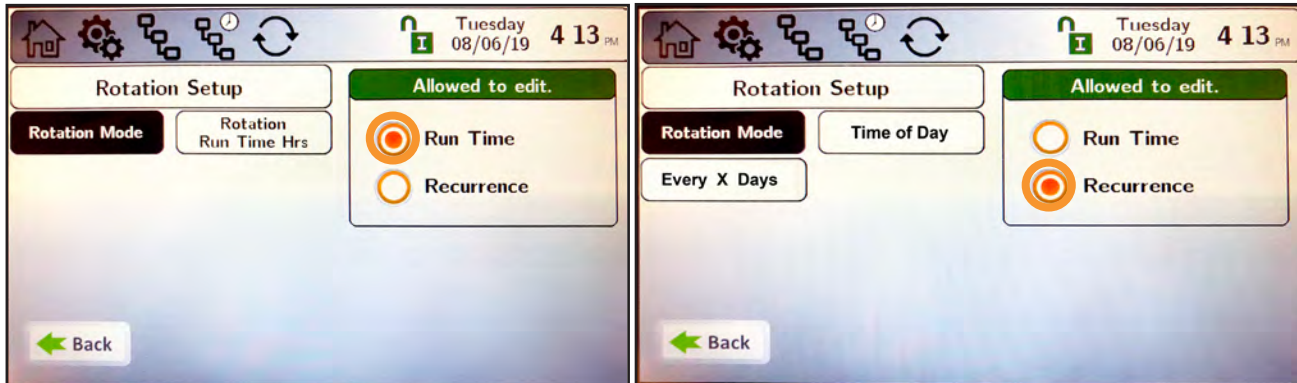 I
Tuesday
08/06/19
4 13 PM
Rotation Setup
Allowed to edit.
Rotation Mode
Rotation
Run Time Hrs
Run Time
Recurrence
Back
I
Tuesday
08/06/19
4 13 PM
Rotation Setup
Allowed to edit.
Rotation Mode
Time of Day
Run Time
Every X Days
Recurrence
Back